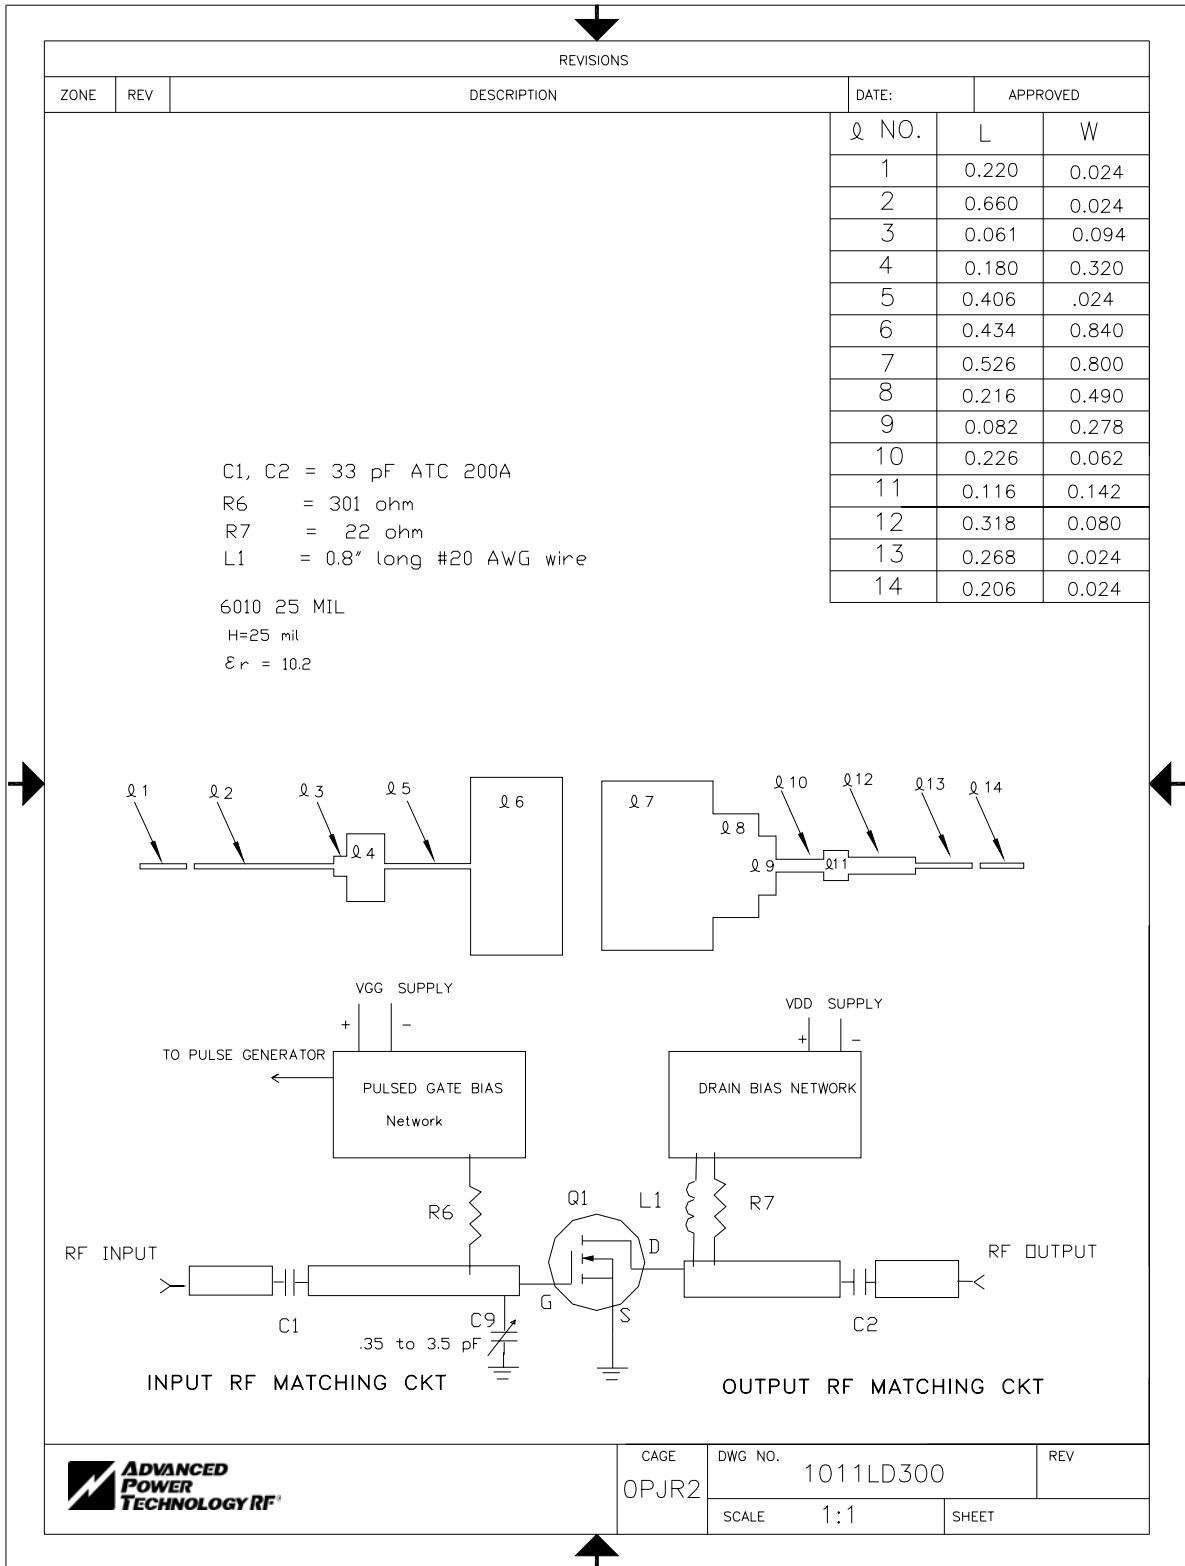 REVISIONS
ZONE REV DESCRIPTION DATE: APPROVED
ℓ NO. L W
1 0.220 0.024
2 0.660 0.024
3 0.061 0.094
4 0.180 0.320
5 0.406 .024
6 0.434 0.840
7 0.526 0.800
8 0.216 0.490
9 0.082 0.278
10 0.226 0.062
11 0.116 0.142
12 0.318 0.080
13 0.268 0.024
14 0.206 0.024
C1, C2 = 33 pF ATC 200A
R6 = 301 ohm
R7 = 22 ohm
L1 = 0.8" long #20 AWG wire
6010 25 MIL
H=25 mil
εr = 10.2
ℓ1 ℓ2 ℓ3 ℓ5 ℓ6 ℓ7 ℓ10 ℓ12 ℓ13 ℓ14
ℓ4 ℓ8
ℓ9 ℓ11
VGG SUPPLY
+ -
TO PULSE GENERATOR
PULSED GATE BIAS
Network
VDD SUPPLY
+ -
DRAIN BIAS NETWORK
R6 Q1 L1 R7
RF INPUT D RF OUTPUT
G S
C1 C9 C2
.35 to 3.5 pF
INPUT RF MATCHING CKT
OUTPUT RF MATCHING CKT
ADVANCED
POWER
TECHNOLOGY RF®
CAGE
0PJR2
DWG NO.
1011LD300
REV
SCALE 1:1 SHEET